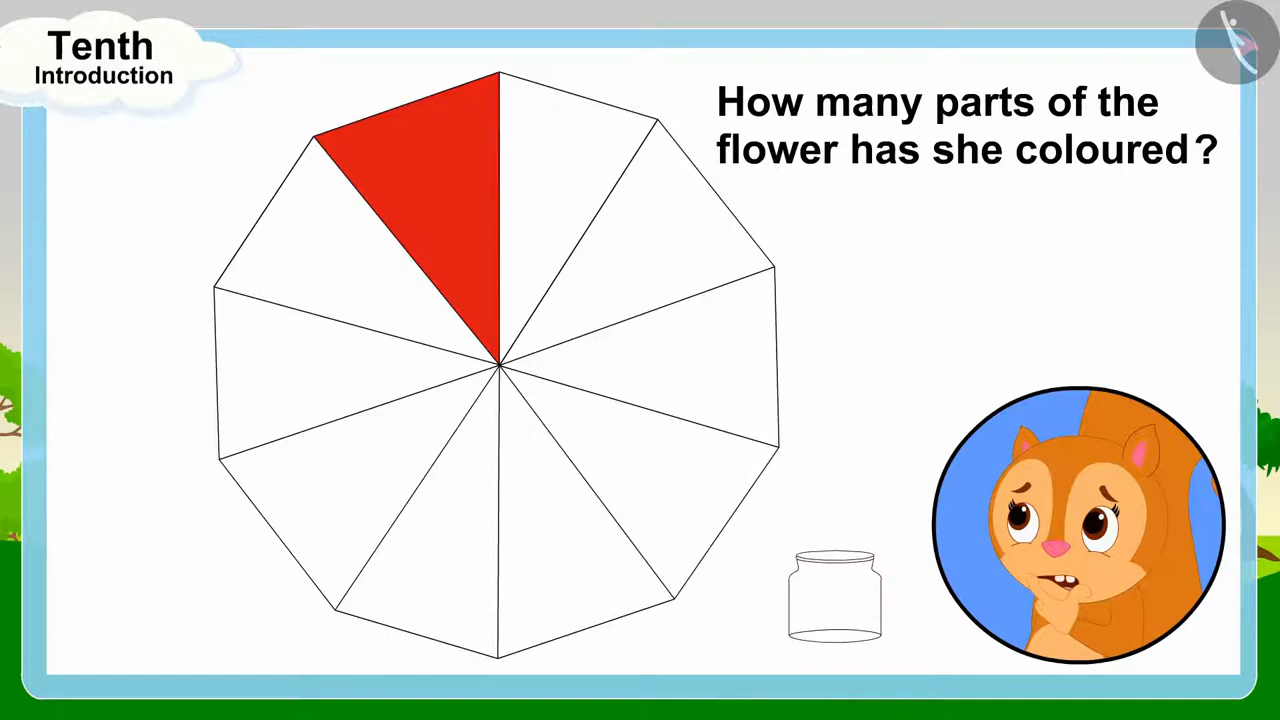 Tenth
Introduction
How many parts of the
flower has she coloured?